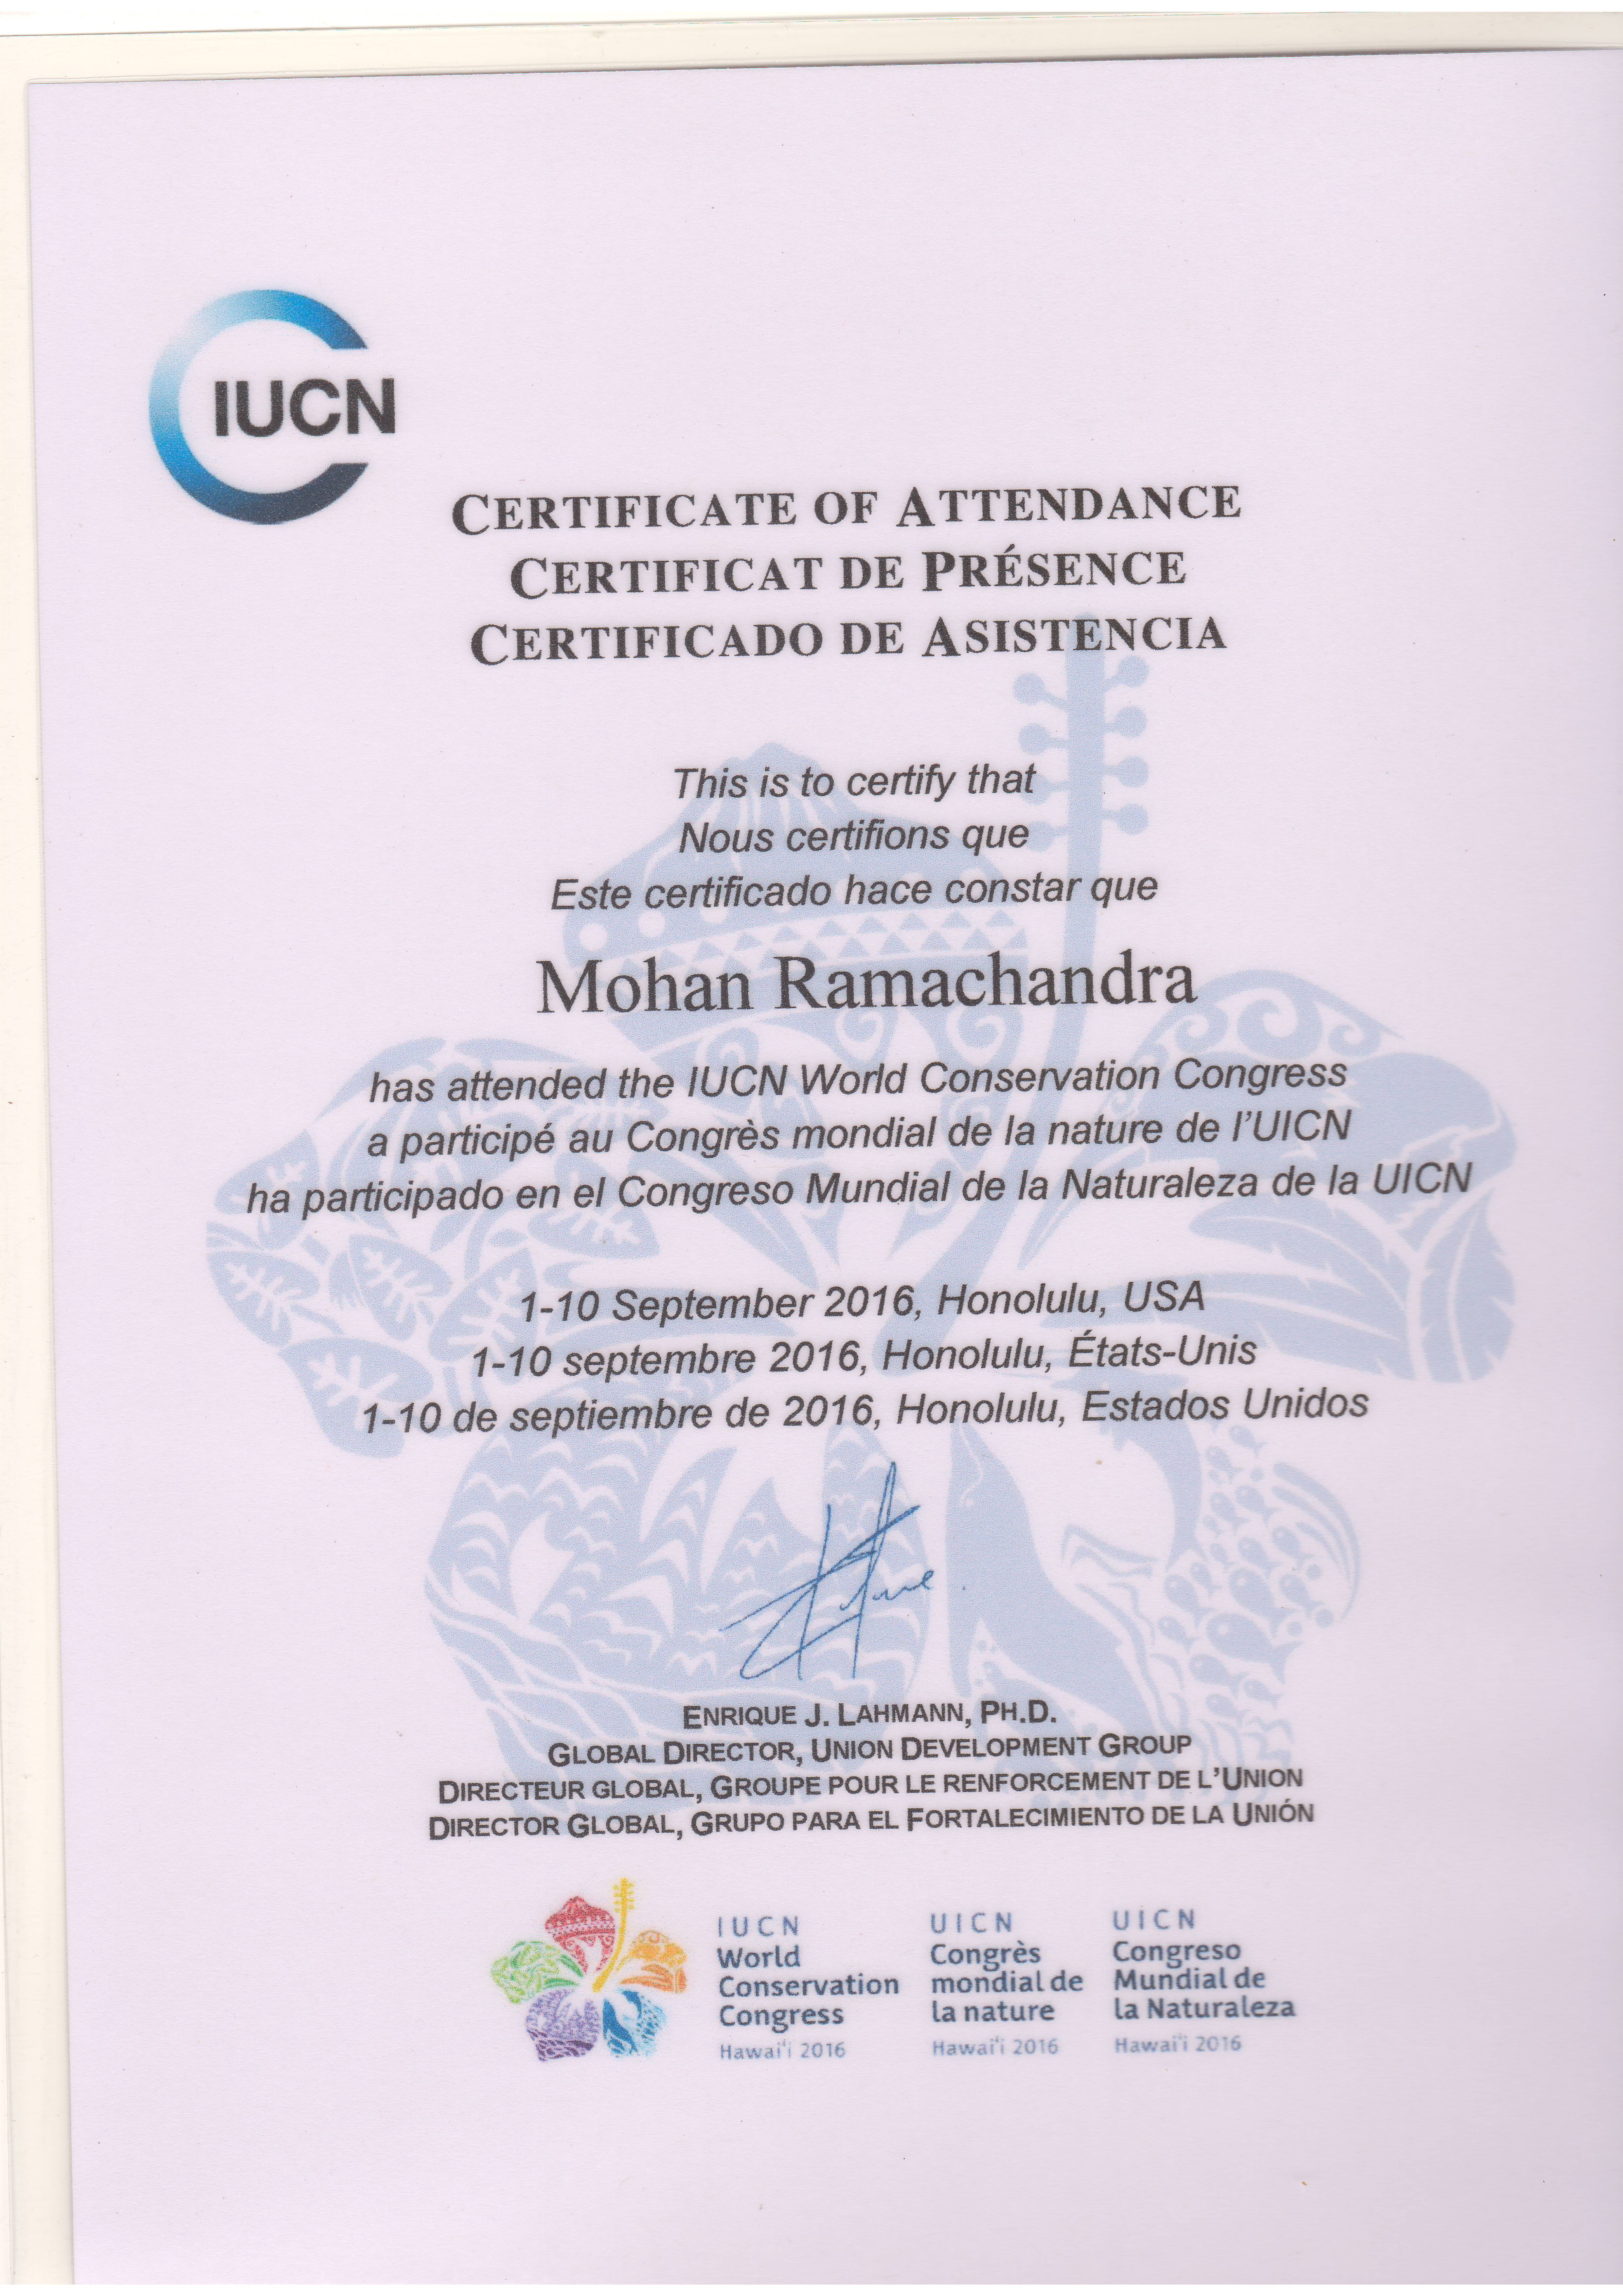 IUCN
CERTIFICATE OF ATTENDANCE
CERTIFICAT DE PRÉSENCE
CERTIFICADO DE ASISTENCIA
This is to certify that
Nous certifions que
Este certificado hace constar que
Mohan Ramachandra
has attended the IUCN World Conservation Congress
a participé au Congrès mondial de la nature de l'UICN
ha participado en el Congreso Mundial de la Naturaleza de la UICN
1-10 September 2016, Honolulu, USA
1-10 septembre 2016, Honolulu, États-Unis
1-10 de septiembre de 2016, Honolulu, Estados Unidos
ENRIQUE J. LAHMANN, PH.D.
GLOBAL DIRECTOR, UNION DEVELOPMENT GROUP
DIRECTEUR GLOBAL, GROUPE POUR LE RENFORCEMENT DE L'UNION
DIRECTOR GLOBAL, GRUPO PARA EL FORTALECIMIENTO DE LA UNIÓN
IUCN
World
Conservation
Congress
Hawai'i 2016
UICN
Congrès
mondial de
la nature
Hawai'i 2016
UICN
Congreso
Mundial de
la Naturaleza
Hawai'i 2016